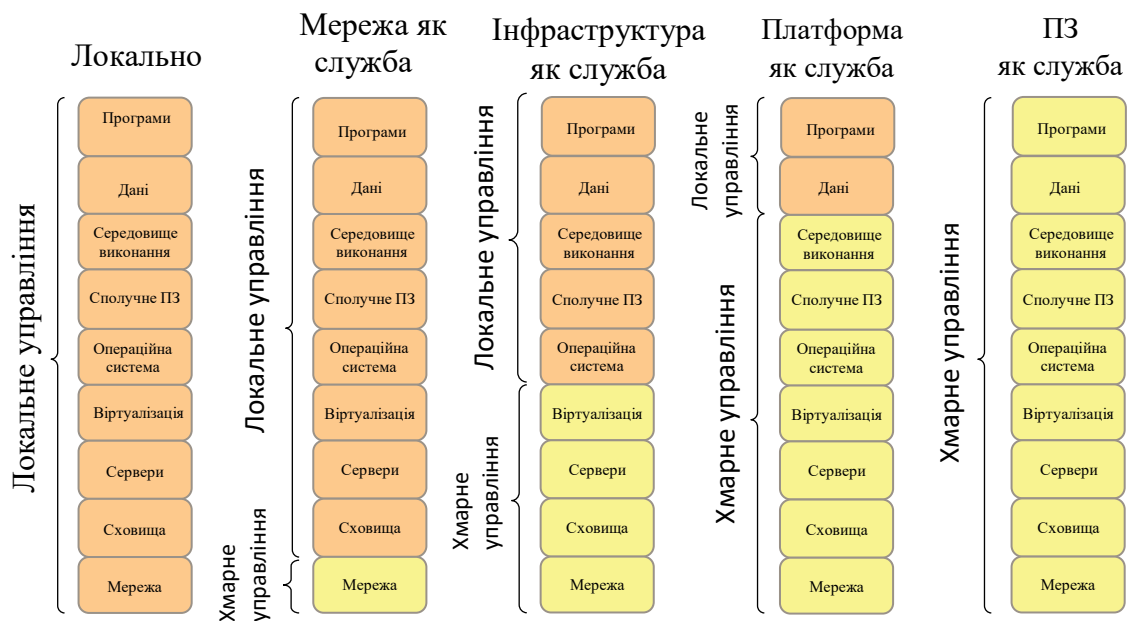 Локально
Локальне управління
Програми
Дані
Середовище
виконання
Сполучне ПЗ
Операційна
система
Віртуалізація
Сервери
Сховища
Мережа
Мережа як
служба
Локальне управління
Хмарне
управління
Програми
Дані
Середовище
виконання
Сполучне ПЗ
Операційна
система
Віртуалізація
Сервери
Сховища
Мережа
Інфраструктура
як служба
Локальне управління
Хмарне
управління
Програми
Дані
Середовище
виконання
Сполучне ПЗ
Операційна
система
Віртуалізація
Сервери
Сховища
Мережа
Платформа
як служба
Локальне
управління
Хмарне управління
Програми
Дані
Середовище
виконання
Сполучне ПЗ
Операційна
система
Віртуалізація
Сервери
Сховища
Мережа
ПЗ
як служба
Хмарне управління
Програми
Дані
Середовище
виконання
Сполучне ПЗ
Операційна
система
Віртуалізація
Сервери
Сховища
Мережа